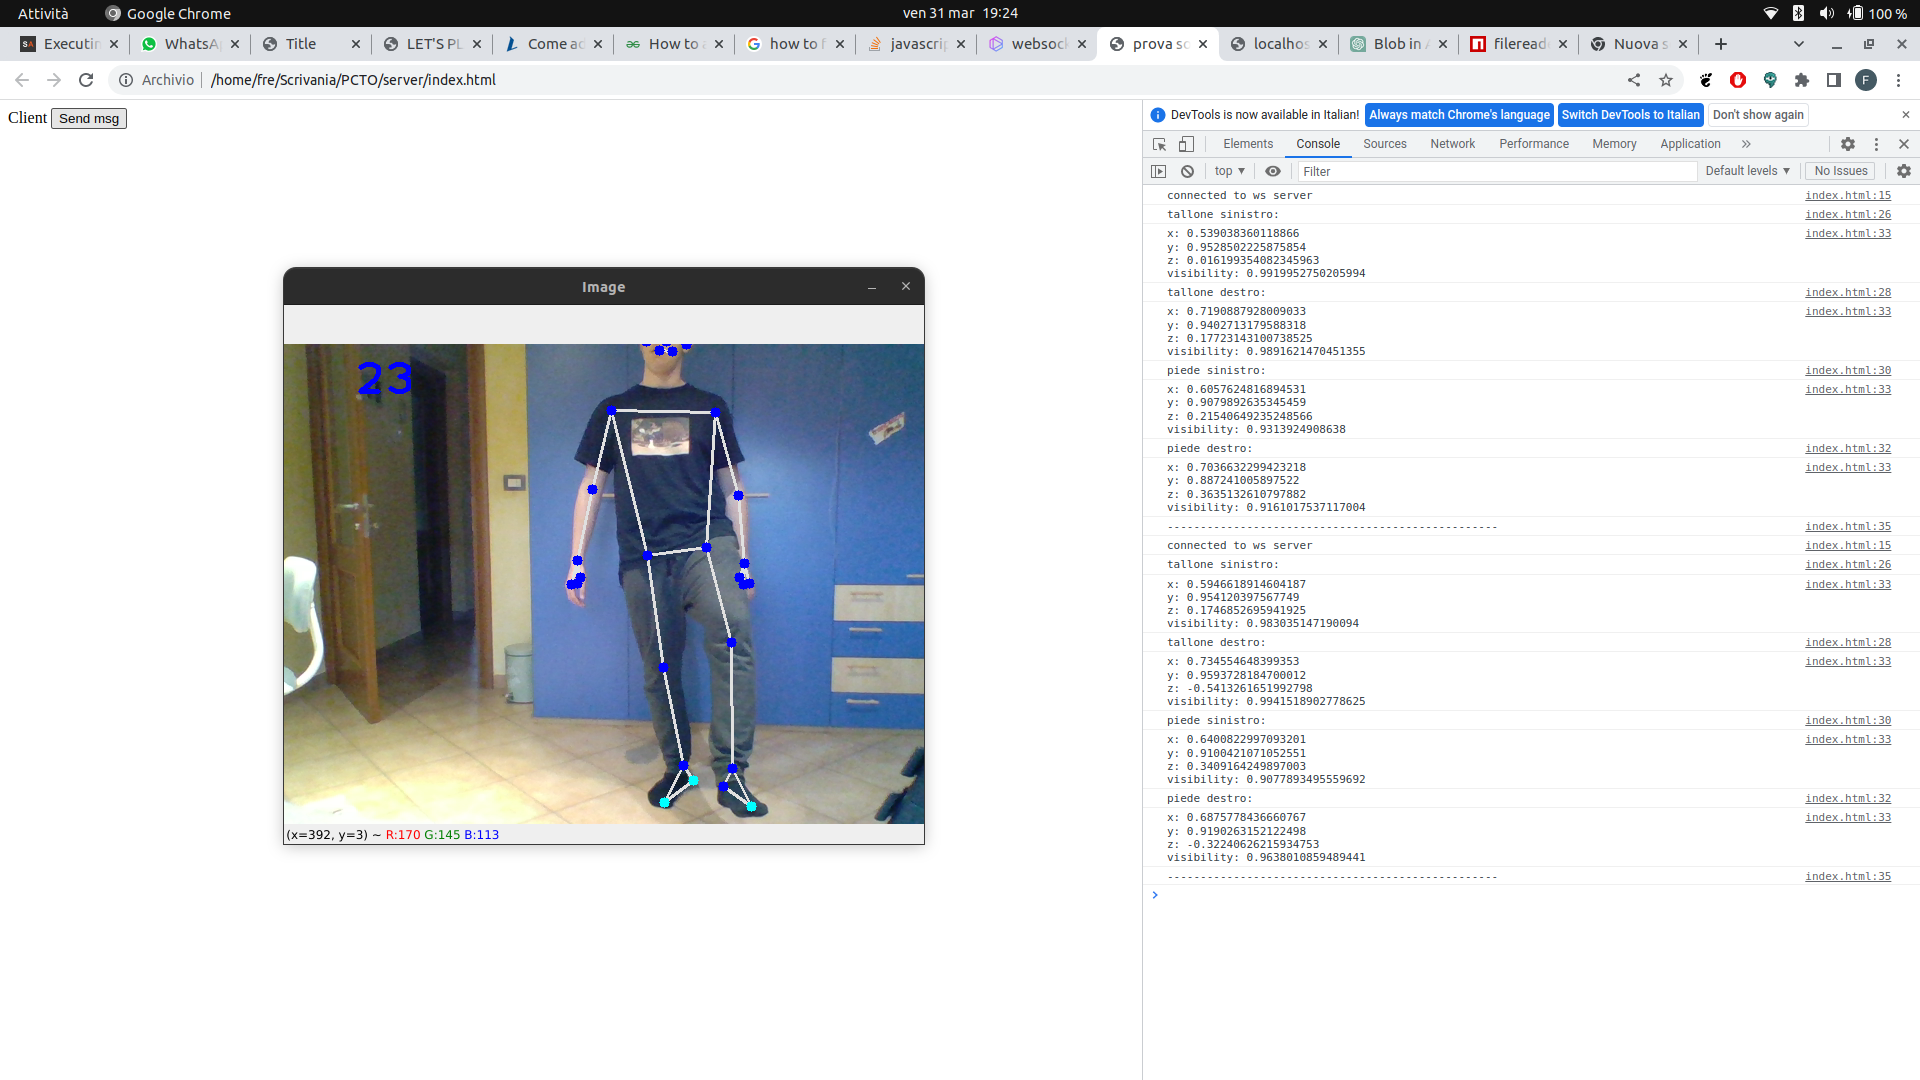 Attività
Google Chrome
ven 31 mar 19:24
100 %
Executin
WhatsA
Title
LET'S PL
Come ad
How to a
how to f
javascrip
websock
prova so
localhos
Blob in
fileread
Nuova s
Archivio
/home/fre/Scrivania/PCTO/server/index.html
F
Client
Send msg
DevTools is now available in Italian!
Always match Chrome's language
Switch DevTools to Italian
Don't show again
Elements
Console
Sources
Network
Performance
Memory
Application
top
Filter
Default levels
No Issues
connected to ws server index.html:15
tallone sinistro: index.html:26
x: 0.539038360118866 index.html:33
y: 0.9528502225875854
z: 0.016199354082345963
visibility: 0.9919952750205994
tallone destro: index.html:28
x: 0.7190887928009033 index.html:33
y: 0.9402713179588318
z: 0.17723143100738525
visibility: 0.9891621470451355
piede sinistro: index.html:30
x: 0.6057624816894531 index.html:33
y: 0.9079892635345459
z: 0.21540649235248566
visibility: 0.9313924908638
piede destro: index.html:32
x: 0.7036632299423218 index.html:33
y: 0.887241005897522
z: 0.3635132610797882
visibility: 0.9161017537117004
-------------------------------------------------- index.html:35
connected to ws server index.html:15
tallone sinistro: index.html:26
x: 0.5946618914604187 index.html:33
y: 0.954120397567749
z: 0.1746852695941925
visibility: 0.983035147190094
tallone destro: index.html:28
x: 0.734554648399353 index.html:33
y: 0.9593728184700012
z: -0.5413261651992798
visibility: 0.9941518902778625
piede sinistro: index.html:30
x: 0.6400822997093201 index.html:33
y: 0.9100421071052551
z: 0.3409164249897003
visibility: 0.9077893495559692
piede destro: index.html:32
x: 0.6875778436660767 index.html:33
y: 0.9190263152122498
z: -0.32240626215934753
visibility: 0.9638010859489441
-------------------------------------------------- index.html:35
Image
23
(x=392, y=3) ~ R:170 G:145 B:113